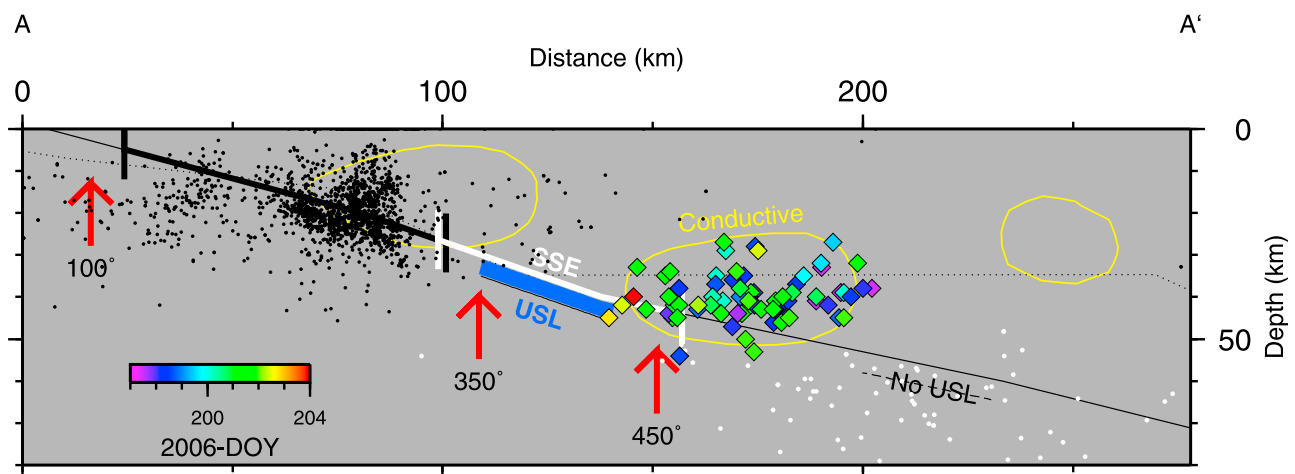 A
A‘
Distance (km)
0
100
200
0
Conductive
SSE
Depth (km)
100°
USL
50
350°
No USL
450°
200
204
2006-DOY